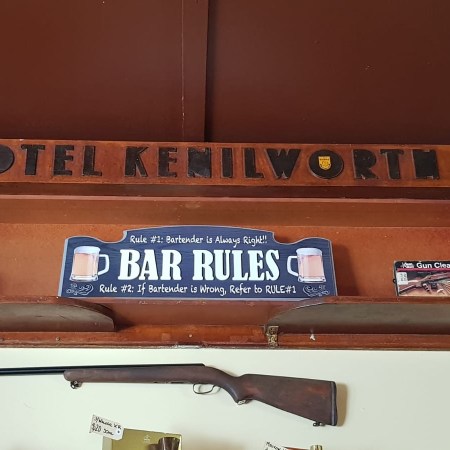 OTEL KENILWORTH
Rule #1: Bartender is Always Right!!
BAR RULES
Rule #2: If Bartender is Wrong, Refer to RULE#1
Gun Clea